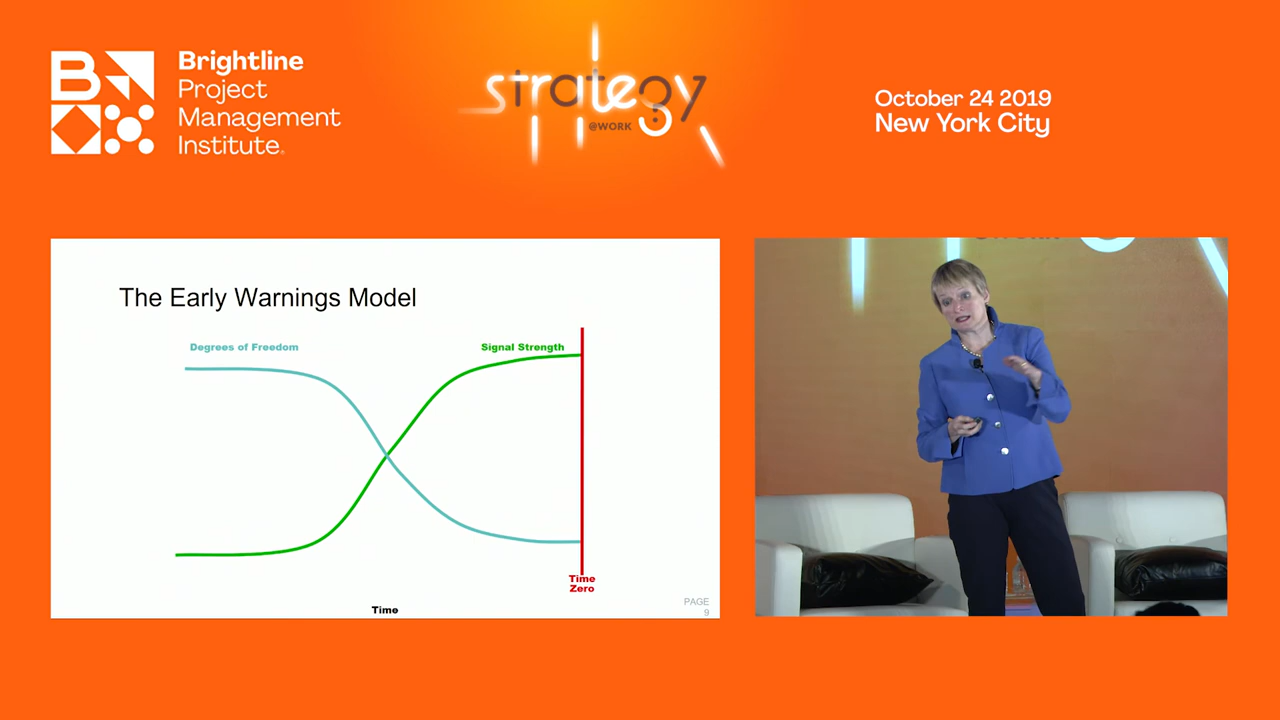 Brightline
Project
Management
Institute.
strategy
@WORK
October 24 2019
New York City
The Early Warnings Model
Degrees of Freedom
Signal Strength
Time
Zero
Time
PAGE
9